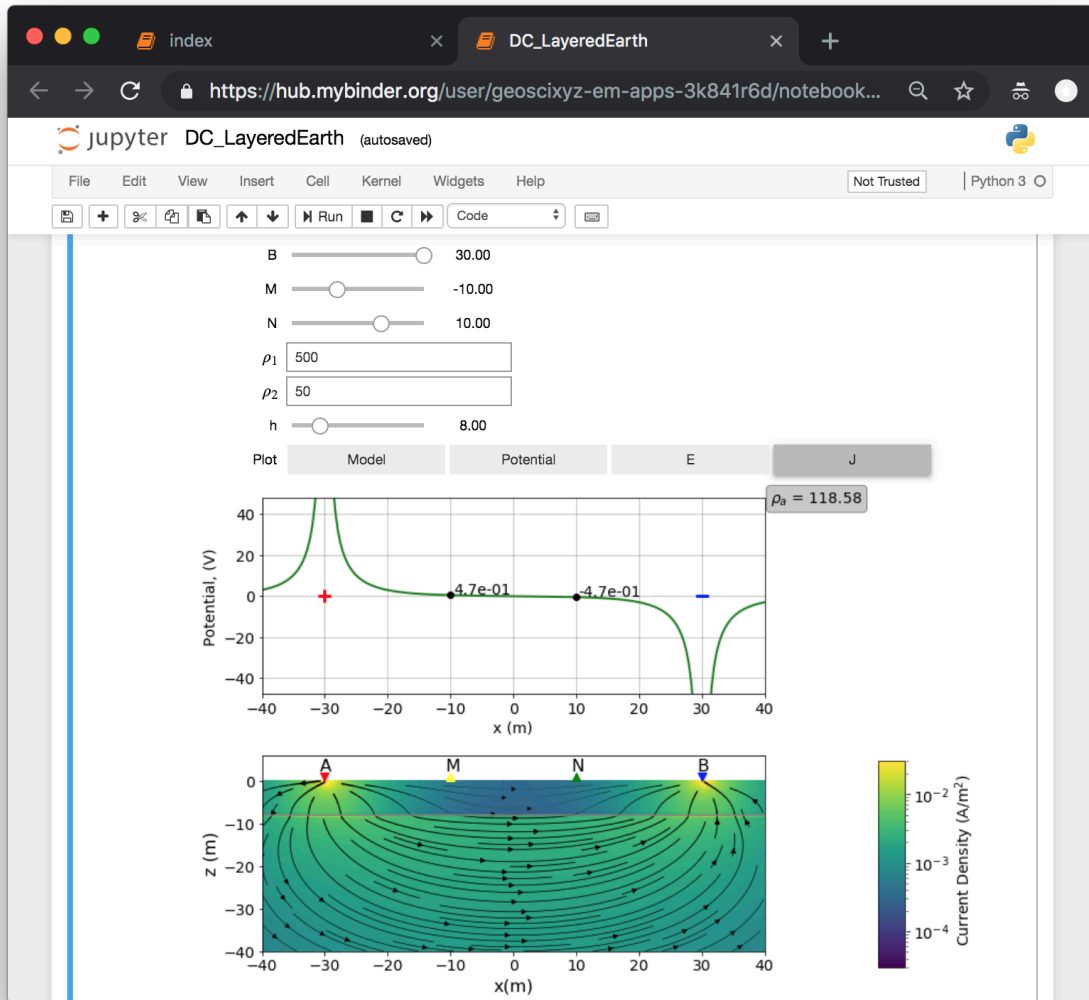 index × DC_LayeredEarth × +
https://hub.mybinder.org/user/geoscixyz-em-apps-3k841r6d/notebook...
jupyter DC_LayeredEarth (autosaved)
File Edit View Insert Cell Kernel Widgets Help Not Trusted Python 3
Run Code
B 30.00
M -10.00
N 10.00
ρ1 500
ρ2 50
h 8.00
Plot Model Potential E J
ρa = 118.58
Potential, (V)
40
20
0 + 4.7e-01 -4.7e-01 −
−20
−40
−40 −30 −20 −10 0 10 20 30 40
x (m)
A M N B
z (m)
0
−10
−20
−30
−40
−40 −30 −20 −10 0 10 20 30 40
x(m)
10−2
10−3
10−4
Current Density (A/m2)